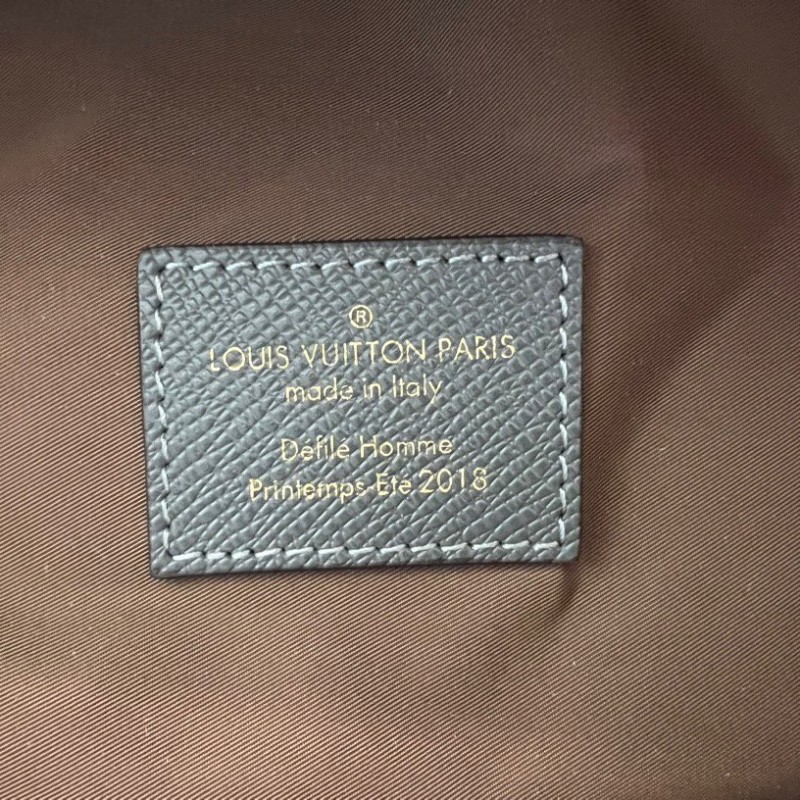 ®
LOUIS VUITTON PARIS
made in Italy
Défilé Homme
Printemps-Eté 2018